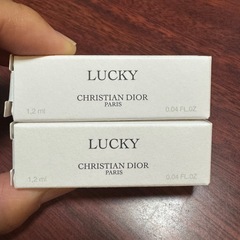 LUCKY
CHRISTIAN DIOR
PARIS
1,2 ml 0.04 FL.OZ
LUCKY
CHRISTIAN DIOR
PARIS
1,2 ml 0.04 FL.OZ